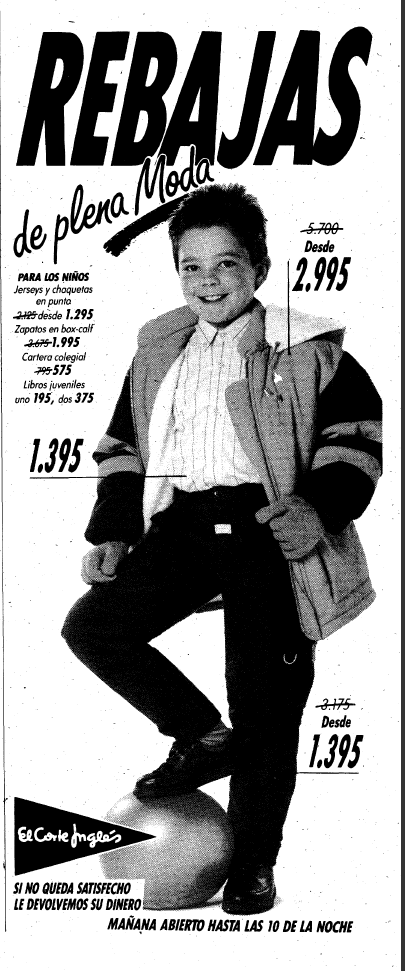 REBAJAS
de plena Moda
5.700
Desde
2.995
PARA LOS NIÑOS
Jerseys y chaquetas
en punto
2.125 desde 1.295
Zapatos en box-calf
3.675 1.995
Cartera colegial
795 575
Libros juveniles
uno 195, dos 375
1.395
3.175
Desde
1.395
El Corte Inglés
SI NO QUEDA SATISFECHO
LE DEVOLVEMOS SU DINERO
MAÑANA ABIERTO HASTA LAS 10 DE LA NOCHE